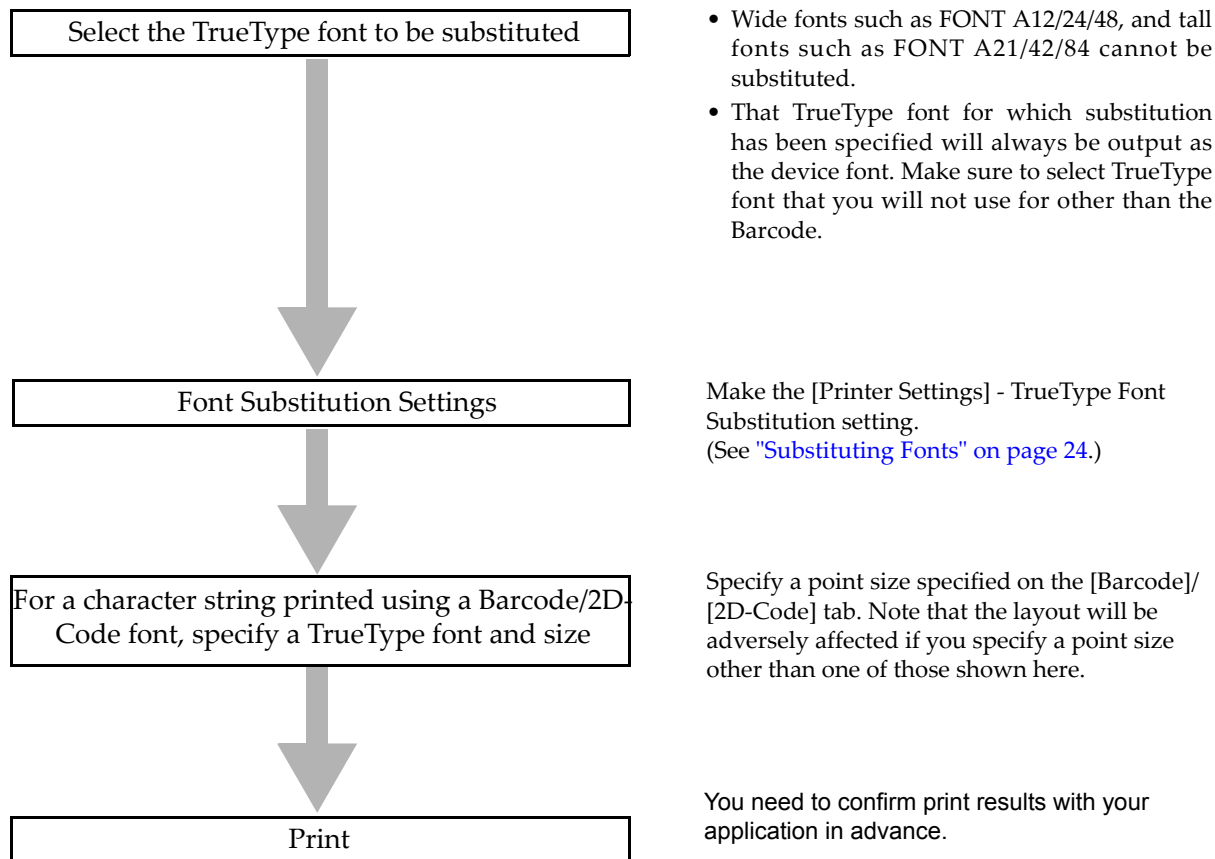 Select the TrueType font to be substituted
• Wide fonts such as FONT A12/24/48, and tall
fonts such as FONT A21/42/84 cannot be
substituted.
• That TrueType font for which substitution
has been specified will always be output as
the device font. Make sure to select TrueType
font that you will not use for other than the
Barcode.
Font Substitution Settings
Make the [Printer Settings] - TrueType Font
Substitution setting.
(See "Substituting Fonts" on page 24.)
For a character string printed using a Barcode/2D-
Code font, specify a TrueType font and size
Specify a point size specified on the [Barcode]/
[2D-Code] tab. Note that the layout will be
adversely affected if you specify a point size
other than one of those shown here.
Print
You need to confirm print results with your
application in advance.